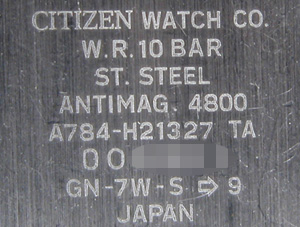 CITIZEN WATCH CO.
W.R. 10 BAR
ST. STEEL
ANTIMAG. 4800
A784-H21327 TA
00
GN-7W-S ⇨ 9
JAPAN